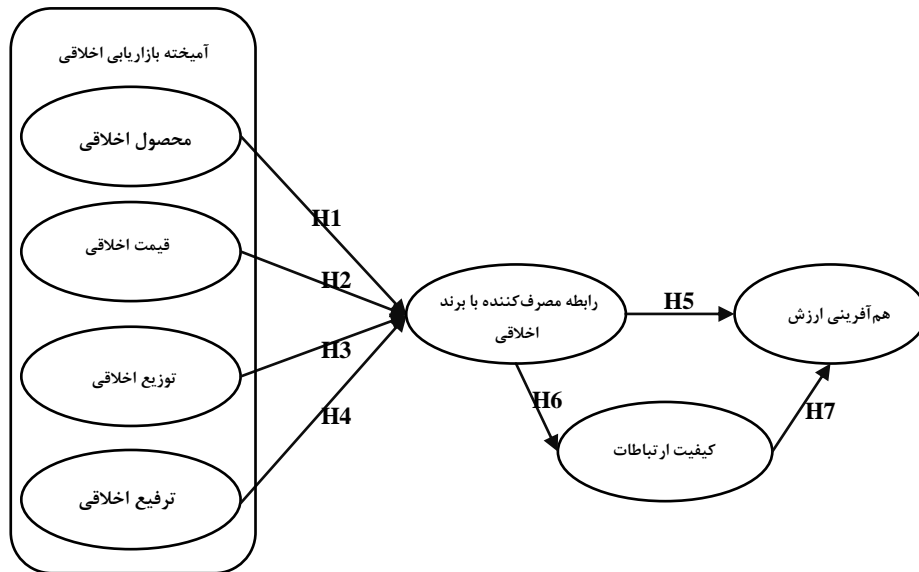 آمیخته بازاریابی اخلاقی
محصول اخلاقی
قیمت اخلاقی
توزیع اخلاقی
ترفیع اخلاقی
H1
H2
H3
H4
رابطه مصرف‌کننده با برند
اخلاقی
H5
هم‌آفرینی ارزش
H6
H7
کیفیت ارتباطات